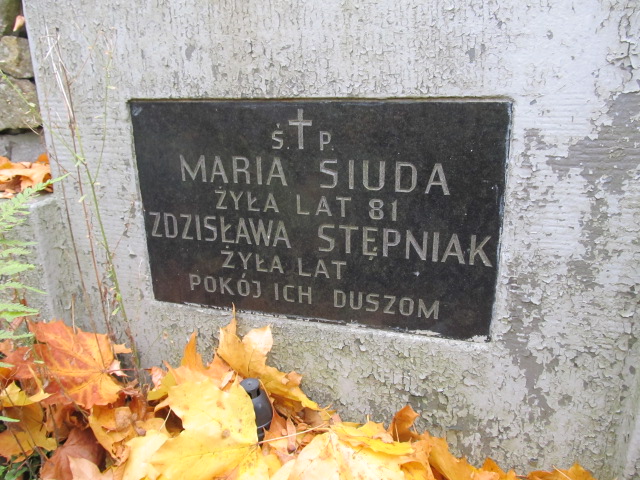 Ś. P.
MARIA SIUDA
ŻYŁA LAT 81
ZDZISŁAWA STĘPNIAK
ŻYŁA LAT
POKÓJ ICH DUSZOM